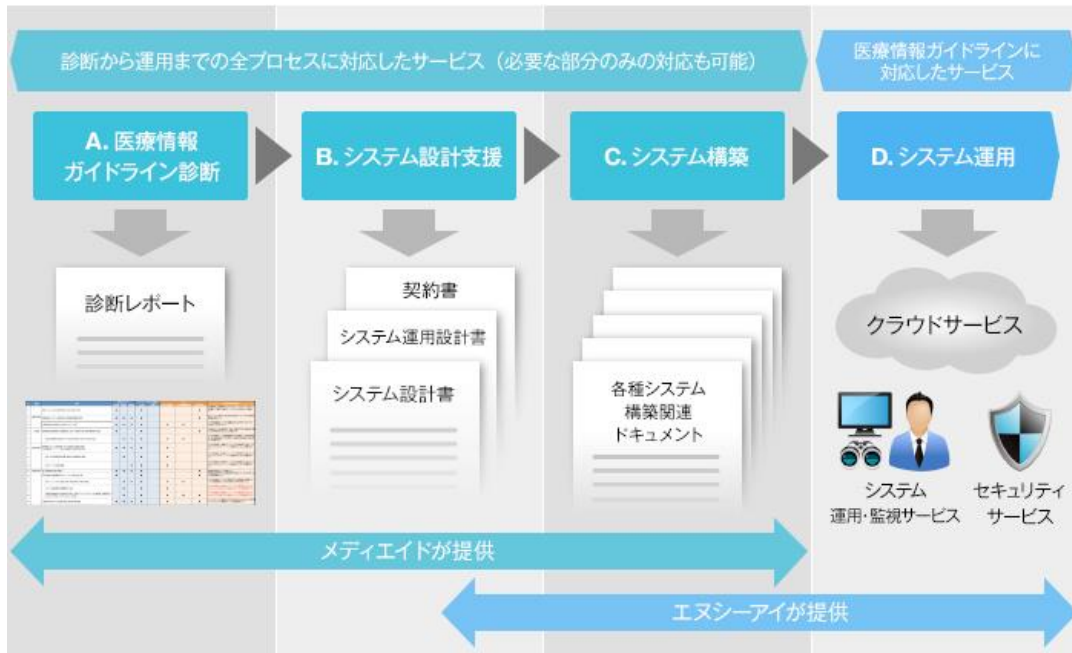 診断から運用までの全プロセスに対応したサービス（必要な部分のみの対応も可能）
医療情報ガイドラインに
対応したサービス
A. 医療情報
ガイドライン診断
B. システム設計支援
C. システム構築
D. システム運用
診断レポート
契約書
システム運用設計書
システム設計書
各種システム
構築関連
ドキュメント
クラウドサービス
システム
運用・監視サービス
セキュリティ
サービス
メディエイドが提供
エヌシーアイが提供